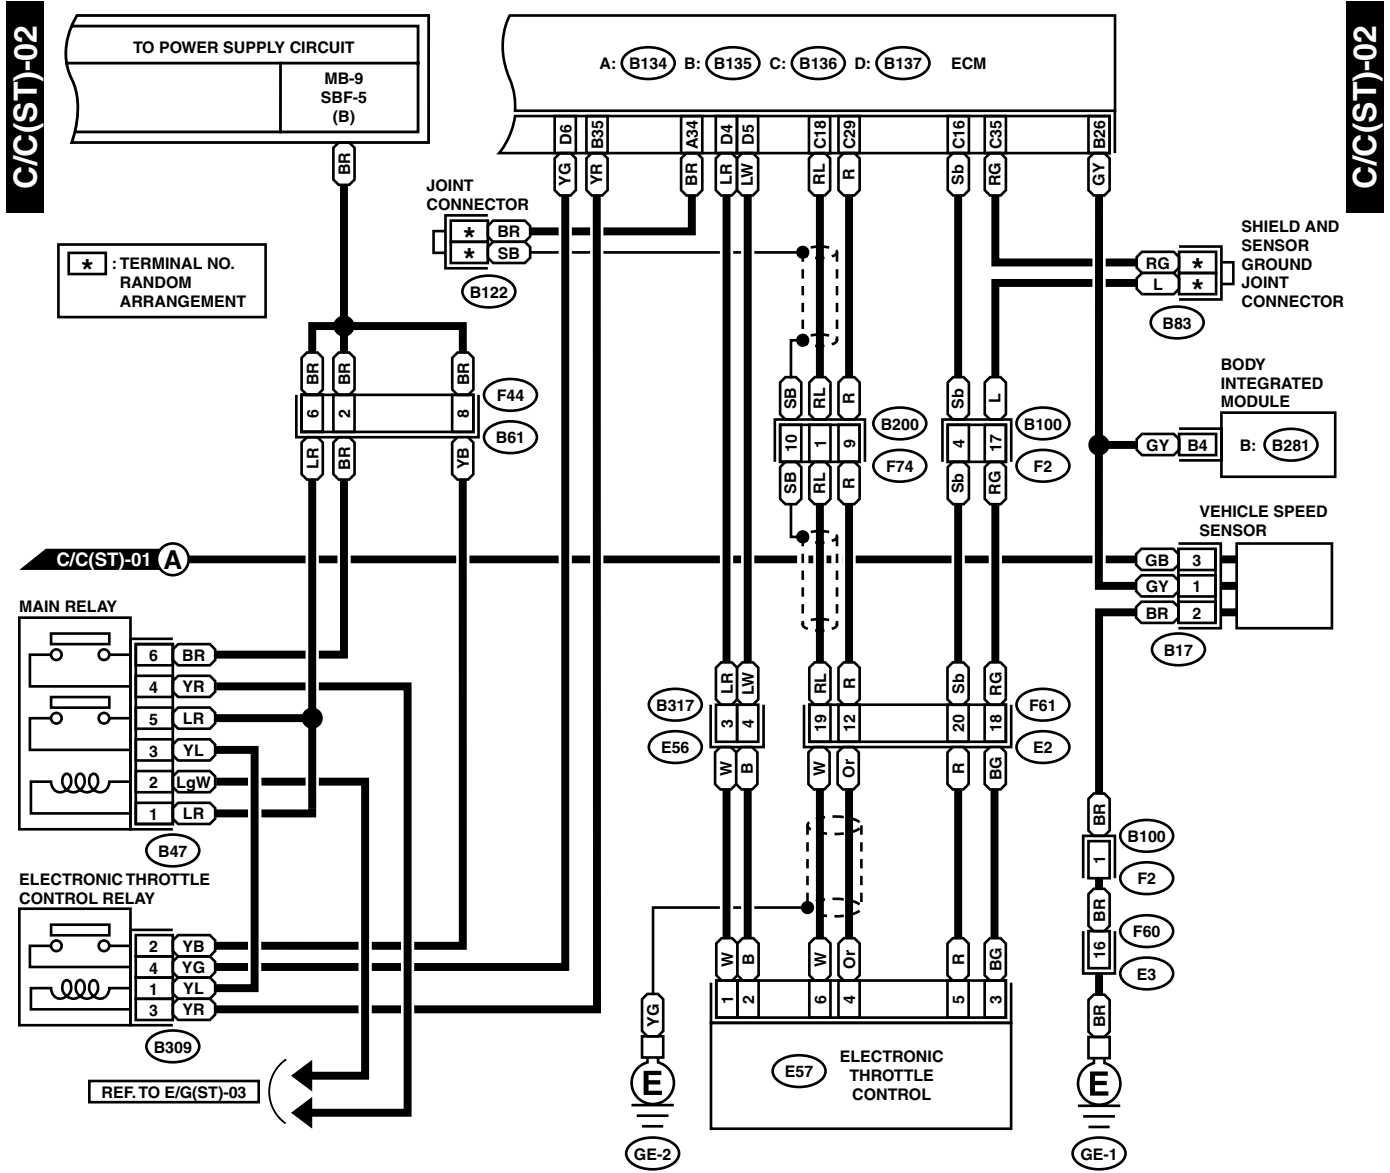 C/C(ST)-02
C/C(ST)-02
TO POWER SUPPLY CIRCUIT
MB-9
SBF-5
(B)
A: B134 B: B135 C: B136 D: B137 ECM
D6 B35 A34 D4 D5 C18 C29 C16 C35 B26
BR
YG YR BR LR LW RL R Sb RG GY
JOINT
CONNECTOR
* BR
* SB
B122
* : TERMINAL NO.
RANDOM
ARRANGEMENT
SHIELD AND
SENSOR
GROUND
JOINT
CONNECTOR
RG *
L *
B83
BR BR BR
6 2 8
F44
B61
LR BR YB
SB RL R
10 1 9
B200
F74
SB RL R
Sb L
4 17
B100
F2
Sb RG
BODY
INTEGRATED
MODULE
GY B4 B: B281
VEHICLE SPEED
SENSOR
GB 3
GY 1
BR 2
B17
C/C(ST)-01 A
MAIN RELAY
6 BR
4 YR
5 LR
3 YL
2 LgW
1 LR
B47
LR LW RL R Sb RG
B317
3 4 19 12 20 18
F61
E56
E2
W B W Or R BG
BR
B100
1
F2
BR
F60
16
E3
BR
E
GE-1
ELECTRONIC THROTTLE
CONTROL RELAY
2 YB
4 YG
1 YL
3 YR
B309
REF. TO E/G(ST)-03
YG
E
GE-2
W B W Or R BG
1 2 6 4 5 3
E57
ELECTRONIC
THROTTLE
CONTROL